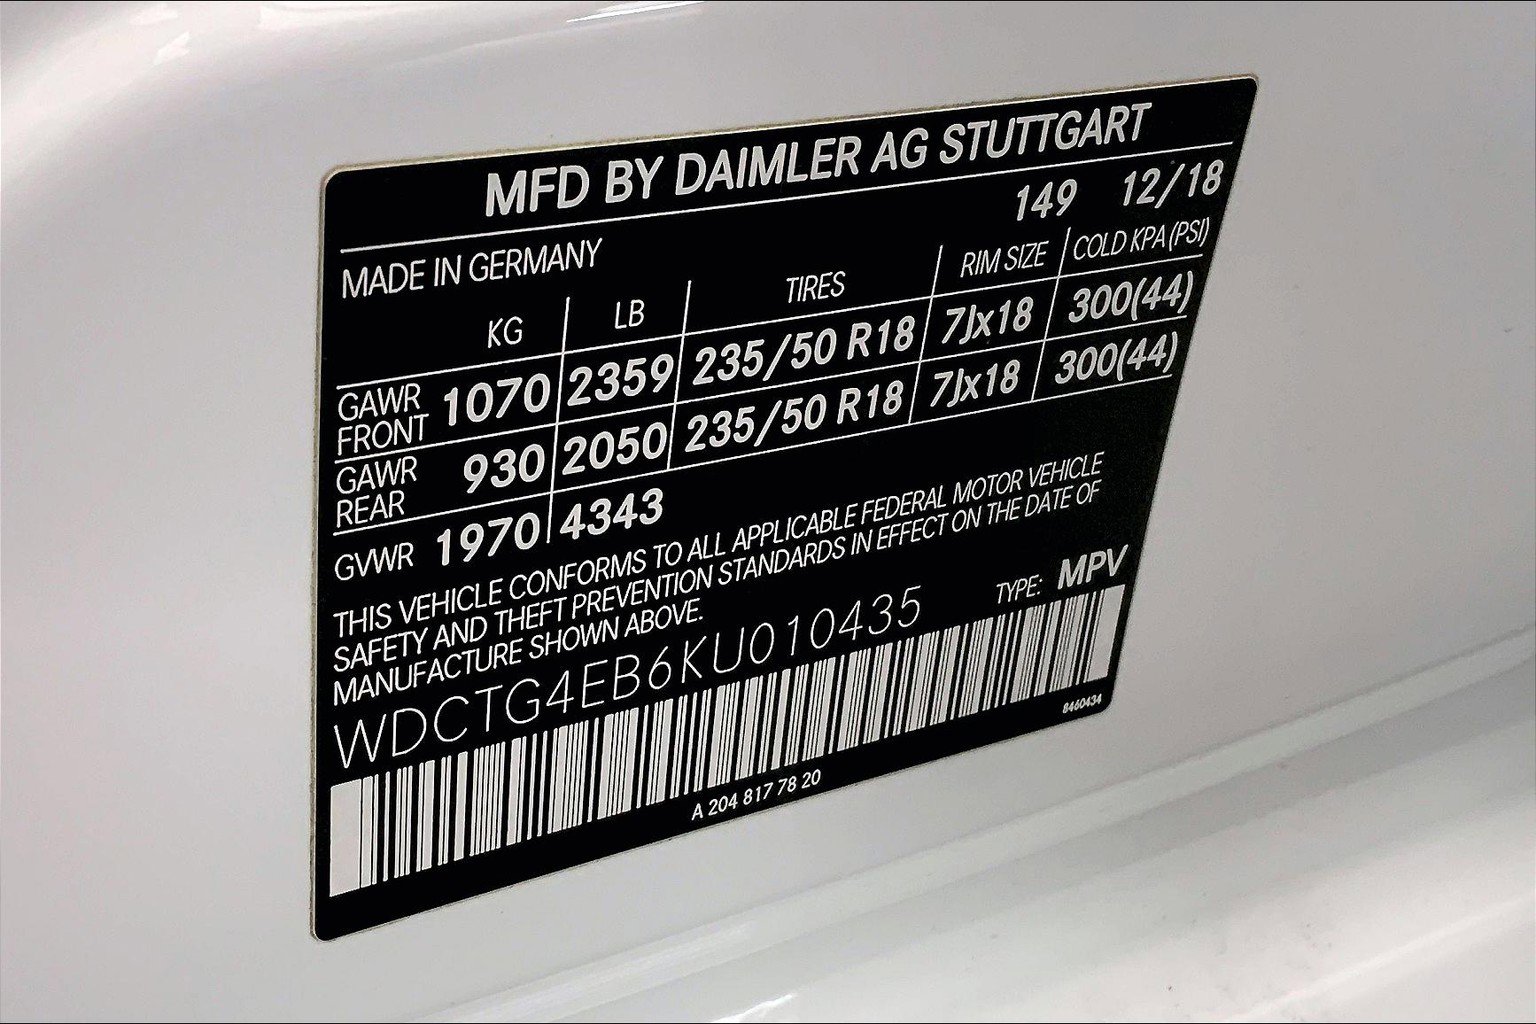 MFD BY DAIMLER AG STUTTGART
149 12/18
MADE IN GERMANY
KG LB TIRES RIM SIZE COLD KPA (PSI)
GAWR FRONT 1070 2359 235/50 R18 7Jx18 300(44)
GAWR REAR 930 2050 235/50 R18 7Jx18 300(44)
GVWR 1970 4343
THIS VEHICLE CONFORMS TO ALL APPLICABLE FEDERAL MOTOR VEHICLE
SAFETY AND THEFT PREVENTION STANDARDS IN EFFECT ON THE DATE OF
MANUFACTURE SHOWN ABOVE.
WDCTG4EB6KU010435 TYPE: MPV
8460434
A 204 817 78 20